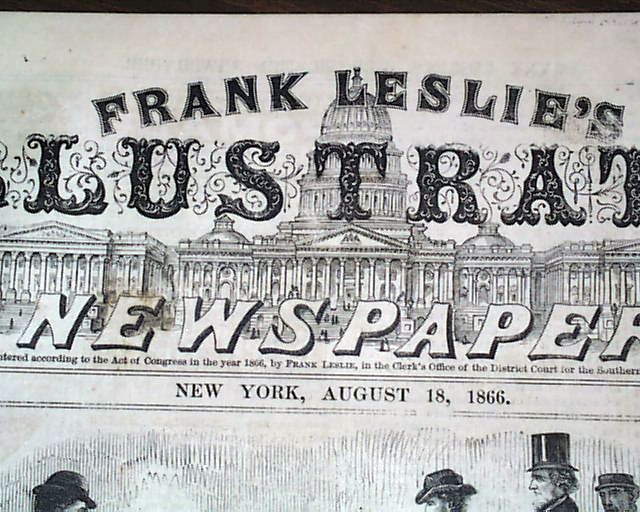 FRANK LESLIE'S
LUSTRAT
NEWSPAPER
ntered according to the Act of Congress in the year 1866, by FRANK LESLIE, in the Clerk's Office of the District Court for the Southern
NEW YORK, AUGUST 18, 1866.